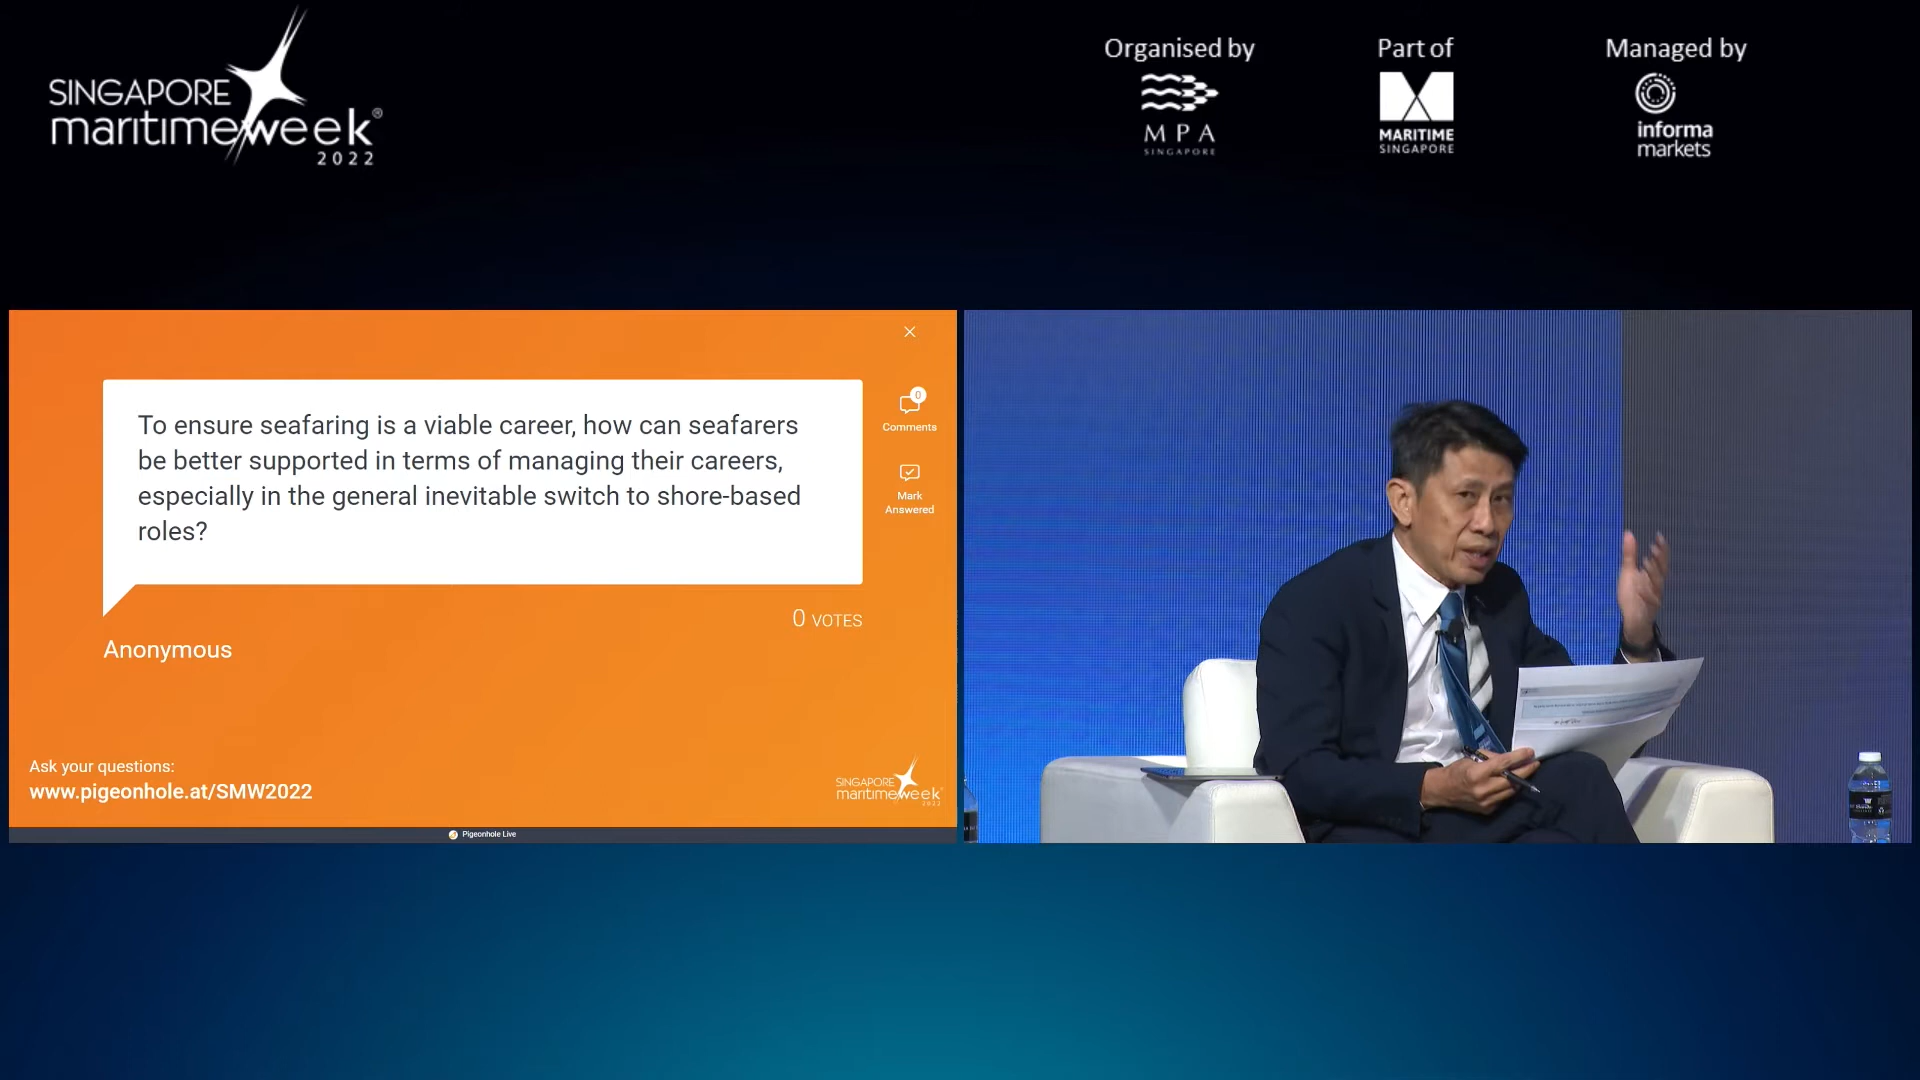 SINGAPORE
maritimeweek®
2022
Organised by
MPA
SINGAPORE
Part of
MARITIME
SINGAPORE
Managed by
informa
markets
To ensure seafaring is a viable career, how can seafarers
be better supported in terms of managing their careers,
especially in the general inevitable switch to shore-based
roles?
0
Comments
Mark
Answered
0 VOTES
Anonymous
Ask your questions:
www.pigeonhole.at/SMW2022
SINGAPORE
maritimeweek
2022
Pigeonhole Live